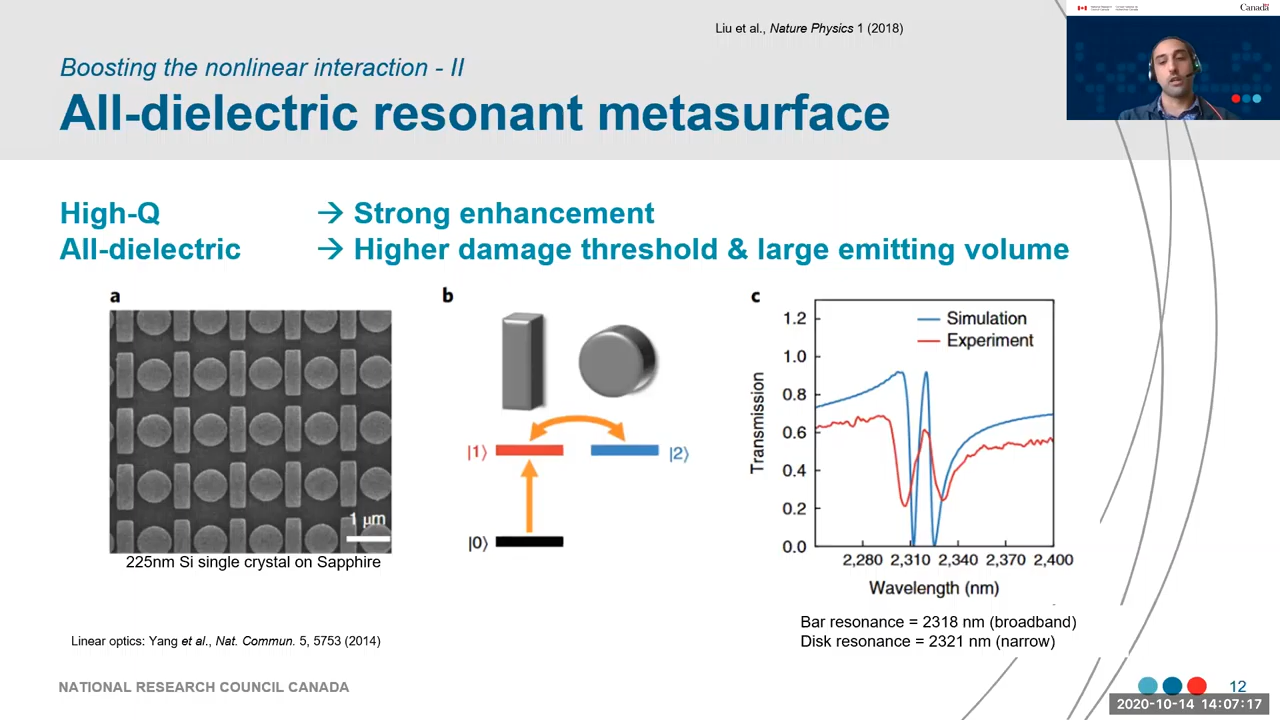 Liu et al., Nature Physics 1 (2018)
Canada
Boosting the nonlinear interaction - II
All-dielectric resonant metasurface
High-Q → Strong enhancement
All-dielectric → Higher damage threshold & large emitting volume
a
1 μm
225nm Si single crystal on Sapphire
b
|1⟩
|2⟩
|0⟩
c
Simulation
Experiment
Transmission
1.2
1.0
0.8
0.6
0.4
0.2
0.0
2,280 2,310 2,340 2,370 2,400
Wavelength (nm)
Bar resonance = 2318 nm (broadband)
Disk resonance = 2321 nm (narrow)
Linear optics: Yang et al., Nat. Commun. 5, 5753 (2014)
NATIONAL RESEARCH COUNCIL CANADA
12
2020-10-14 14:07:17